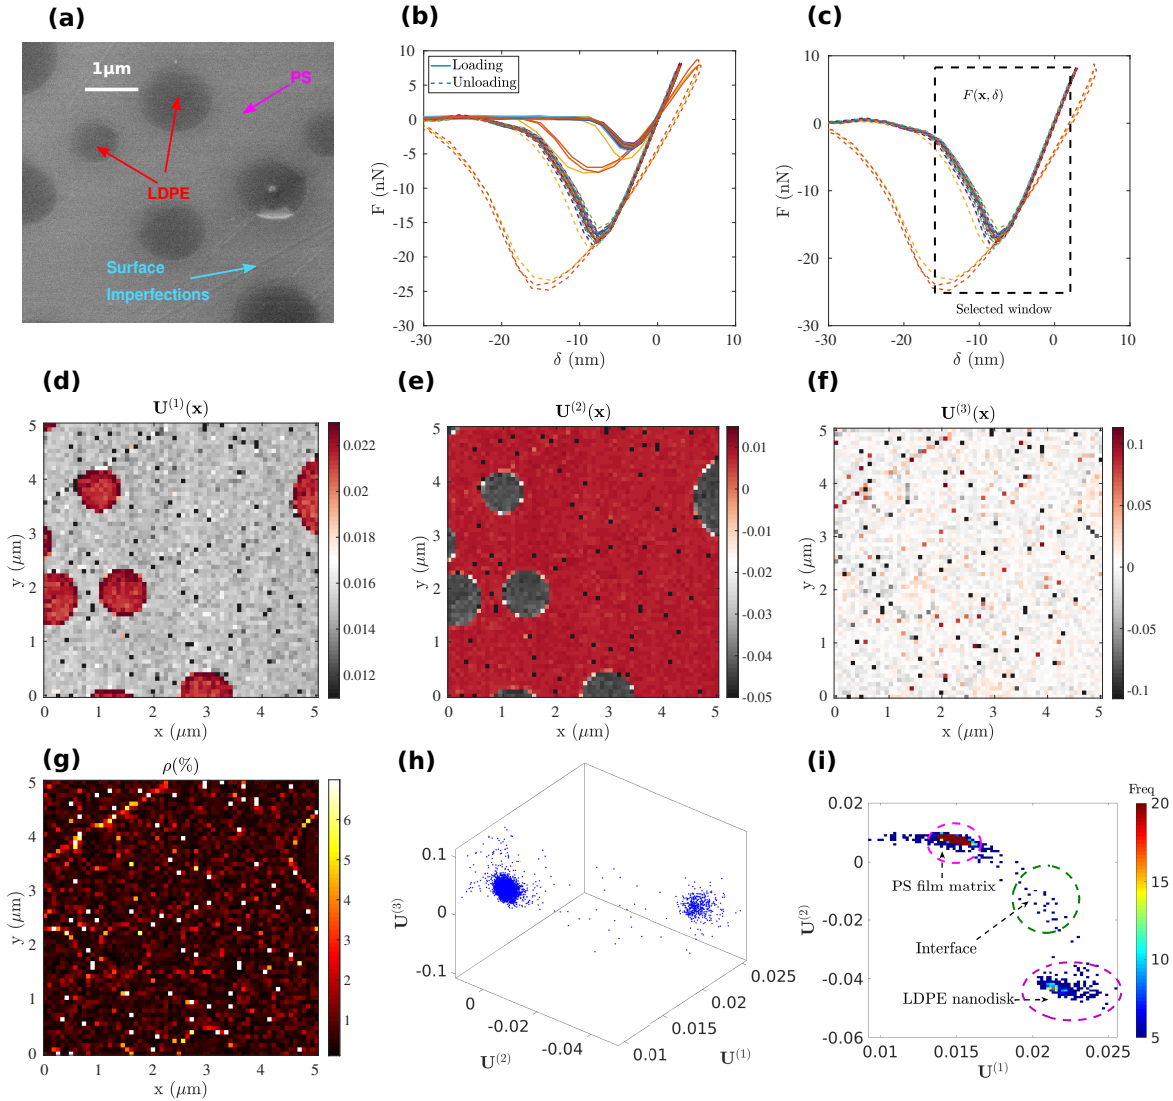 (a)
1μm
PS
LDPE
Surface
Imperfections
(b)
10
5
0
-5
-10
-15
-20
-25
-30
F (nN)
Loading
Unloading
-30
-20
-10
0
10
δ (nm)
(c)
10
0
-10
-20
-30
F (nN)
F(x, δ)
Selected window
-30
-20
-10
0
10
δ (nm)
(d)
U(1)(x)
5
4
3
2
1
0
y (μm)
0
1
2
3
4
5
x (μm)
0.022
0.02
0.018
0.016
0.014
0.012
(e)
U(2)(x)
5
4
3
2
1
0
y (μm)
0
1
2
3
4
5
x (μm)
0.01
0
-0.01
-0.02
-0.03
-0.04
-0.05
(f)
U(3)(x)
5
4
3
2
1
0
y (μm)
0
1
2
3
4
5
x (μm)
0.1
0.05
0
-0.05
-0.1
(g)
ρ(%)
5
4
3
2
1
0
y (μm)
0
1
2
3
4
5
x (μm)
6
5
4
3
2
1
(h)
0.1
0
-0.1
U(3)
0
-0.02
-0.04
U(2)
0.01
0.015
0.02
0.025
U(1)
(i)
0.02
0
-0.02
-0.04
-0.06
U(2)
PS film matrix
Interface
LDPE nanodisk
0.01
0.015
0.02
0.025
U(1)
Freq
20
15
10
5